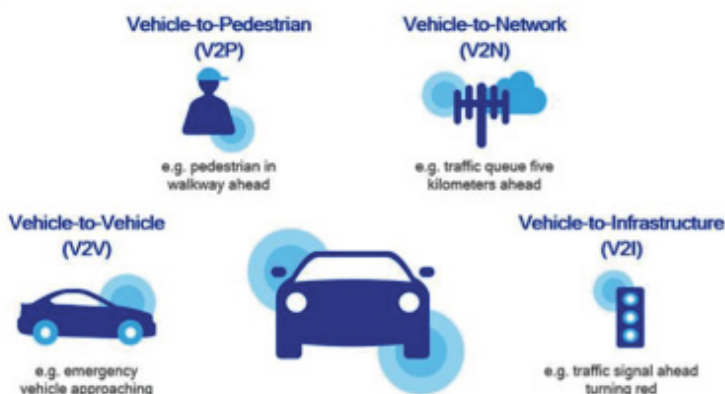 Vehicle-to-Pedestrian
(V2P)
Vehicle-to-Network
(V2N)
e.g. pedestrian in
walkway ahead
e.g. traffic queue five
kilometers ahead
Vehicle-to-Vehicle
(V2V)
Vehicle-to-Infrastructure
(V2I)
e.g. emergency
vehicle approaching
e.g. traffic signal ahead
turning red